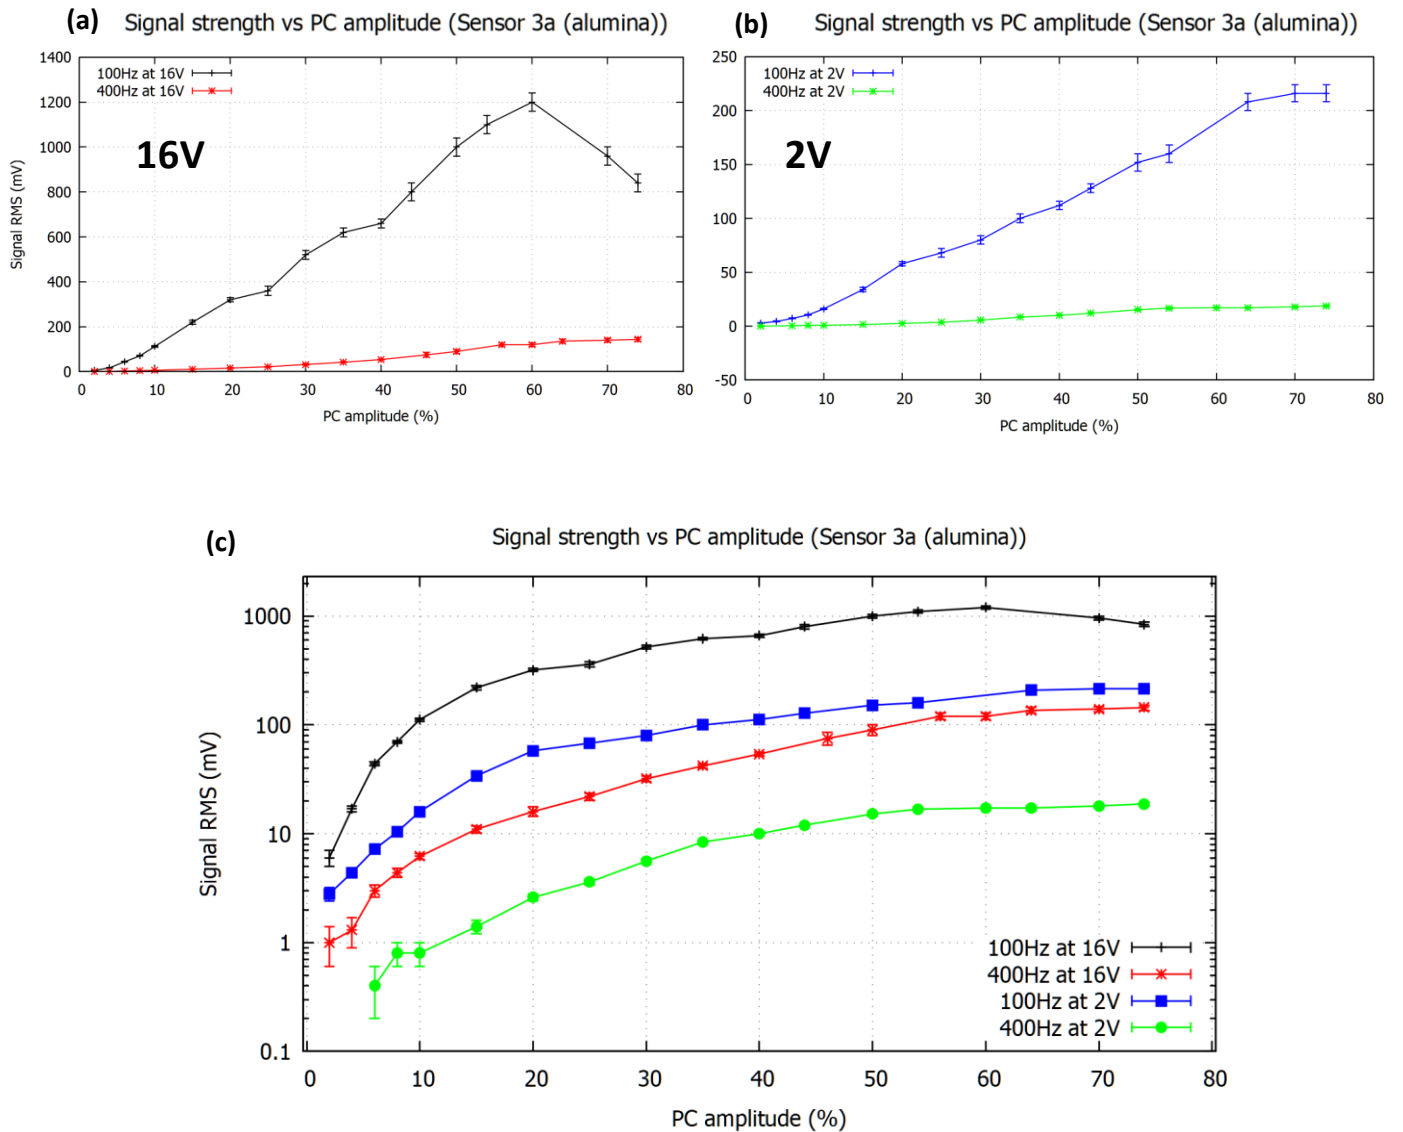 (a) Signal strength vs PC amplitude (Sensor 3a (alumina))
1400
1200
1000
800
600
400
200
0
Signal RMS (mV)
100Hz at 16V
400Hz at 16V
16V
0 10 20 30 40 50 60 70 80
PC amplitude (%)
(b) Signal strength vs PC amplitude (Sensor 3a (alumina))
250
200
150
100
50
0
-50
100Hz at 2V
400Hz at 2V
2V
0 10 20 30 40 50 60 70 80
PC amplitude (%)
(c) Signal strength vs PC amplitude (Sensor 3a (alumina))
1000
100
10
1
0.1
Signal RMS (mV)
100Hz at 16V
400Hz at 16V
100Hz at 2V
400Hz at 2V
0 10 20 30 40 50 60 70 80
PC amplitude (%)